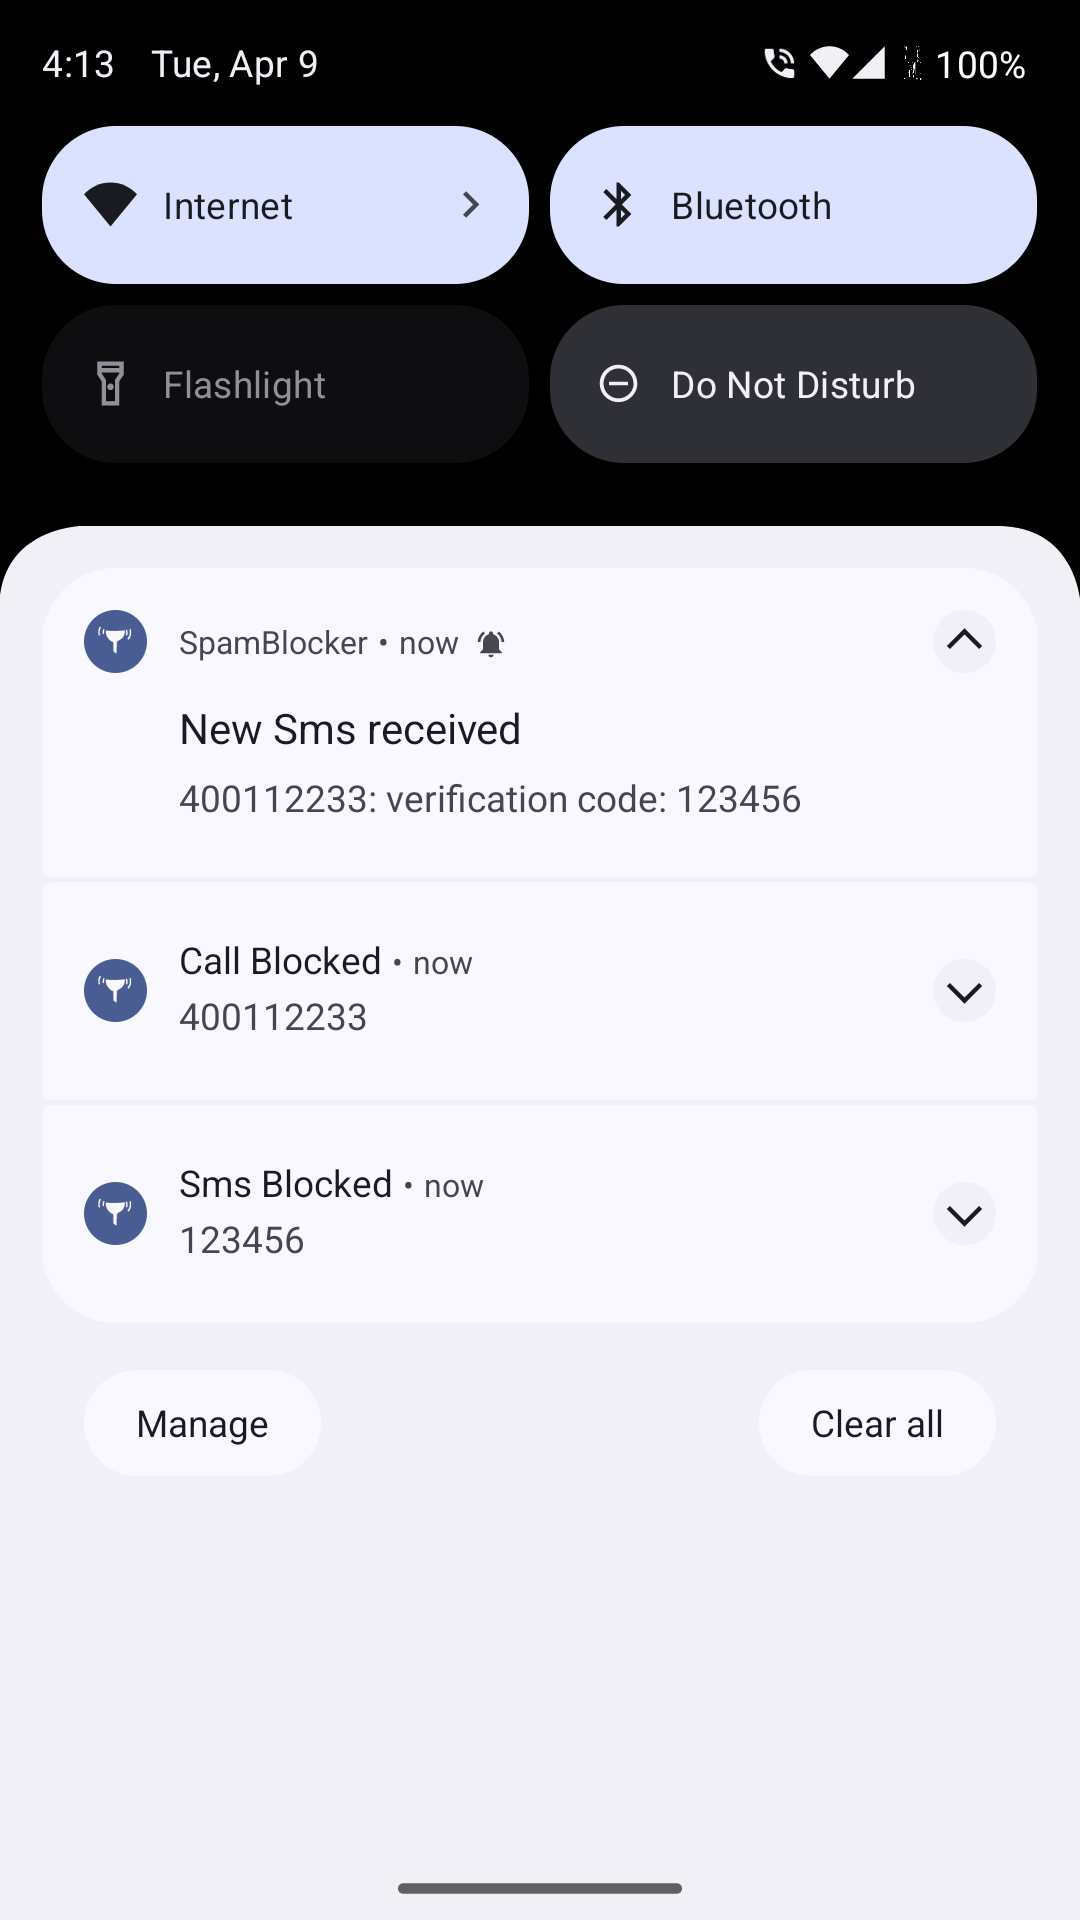 4:13 Tue, Apr 9 100%
Internet Bluetooth
Flashlight Do Not Disturb
SpamBlocker • now
New Sms received
400112233: verification code: 123456
Call Blocked • now
400112233
Sms Blocked • now
123456
Manage Clear all